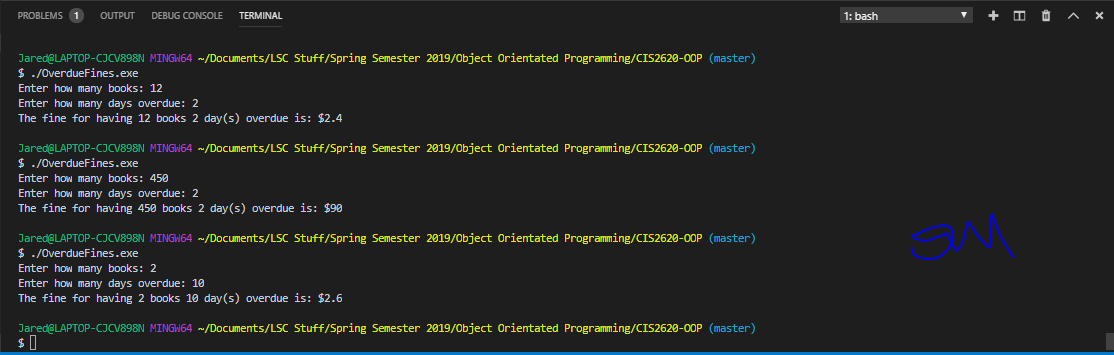 PROBLEMS 1 OUTPUT DEBUG CONSOLE TERMINAL 1: bash
Jared@LAPTOP-CJCV898N MINGW64 ~/Documents/LSC Stuff/Spring Semester 2019/Object Orientated Programming/CIS2620-OOP (master)
$ ./OverdueFines.exe
Enter how many books: 12
Enter how many days overdue: 2
The fine for having 12 books 2 day(s) overdue is: $2.4
Jared@LAPTOP-CJCV898N MINGW64 ~/Documents/LSC Stuff/Spring Semester 2019/Object Orientated Programming/CIS2620-OOP (master)
$ ./OverdueFines.exe
Enter how many books: 450
Enter how many days overdue: 2
The fine for having 450 books 2 day(s) overdue is: $90
Jared@LAPTOP-CJCV898N MINGW64 ~/Documents/LSC Stuff/Spring Semester 2019/Object Orientated Programming/CIS2620-OOP (master)
$ ./OverdueFines.exe
Enter how many books: 2
Enter how many days overdue: 10
The fine for having 2 books 10 day(s) overdue is: $2.6
Jared@LAPTOP-CJCV898N MINGW64 ~/Documents/LSC Stuff/Spring Semester 2019/Object Orientated Programming/CIS2620-OOP (master)
$